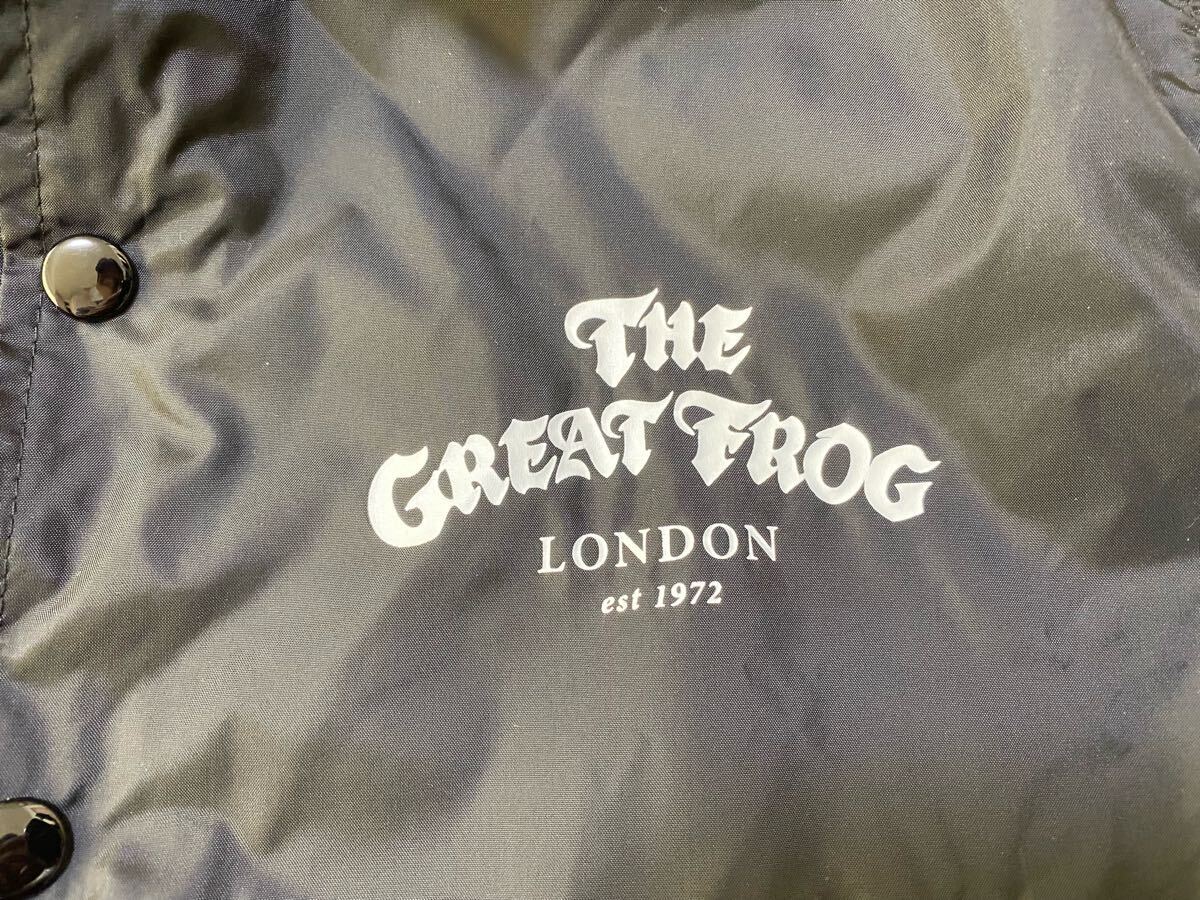 THE
GREAT FROG
LONDON
est 1972